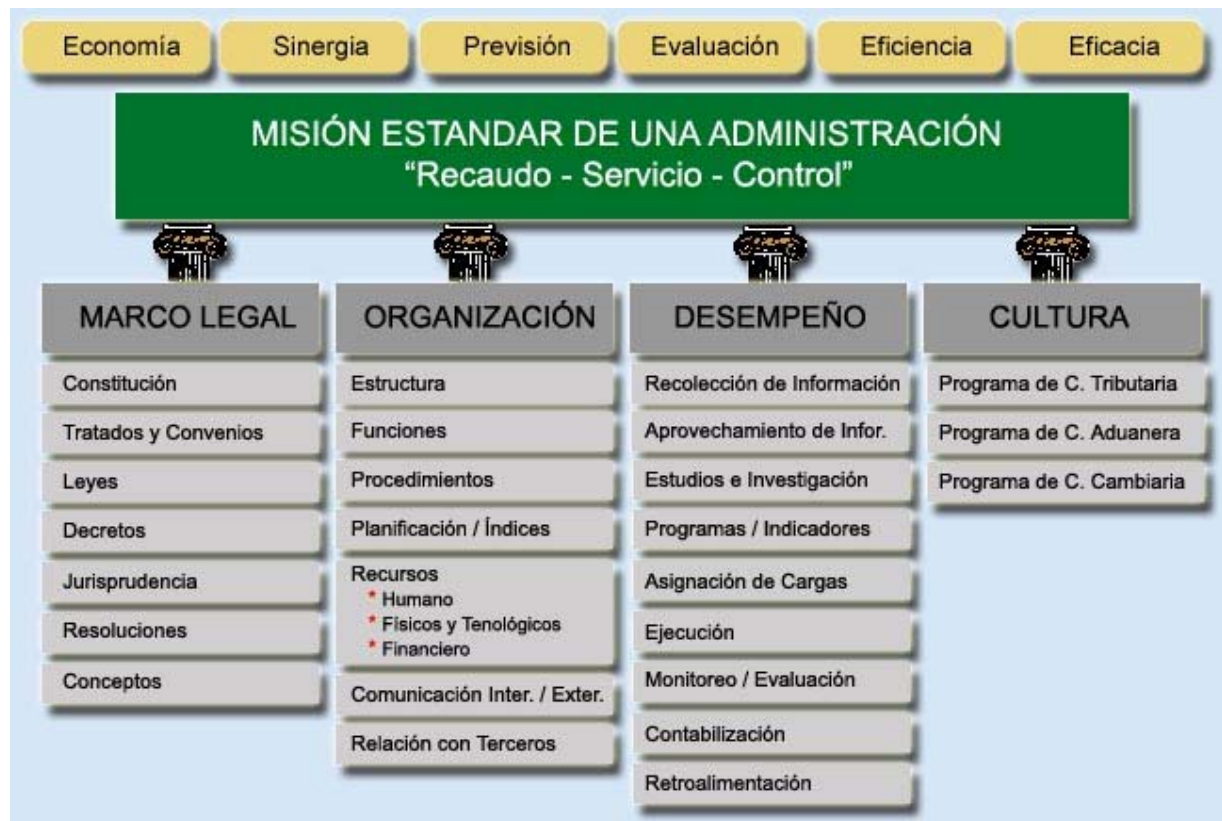 Economía
Sinergia
Previsión
Evaluación
Eficiencia
Eficacia
MISIÓN ESTANDAR DE UNA ADMINISTRACIÓN
“Recaudo - Servicio - Control”
MARCO LEGAL
Constitución
Tratados y Convenios
Leyes
Decretos
Jurisprudencia
Resoluciones
Conceptos
ORGANIZACIÓN
Estructura
Funciones
Procedimientos
Planificación / Índices
Recursos
* Humano
* Físicos y Tenológicos
* Financiero
Comunicación Inter. / Exter.
Relación con Terceros
DESEMPEÑO
Recolección de Información
Aprovechamiento de Infor.
Estudios e Investigación
Programas / Indicadores
Asignación de Cargas
Ejecución
Monitoreo / Evaluación
Contabilización
Retroalimentación
CULTURA
Programa de C. Tributaria
Programa de C. Aduanera
Programa de C. Cambiaria